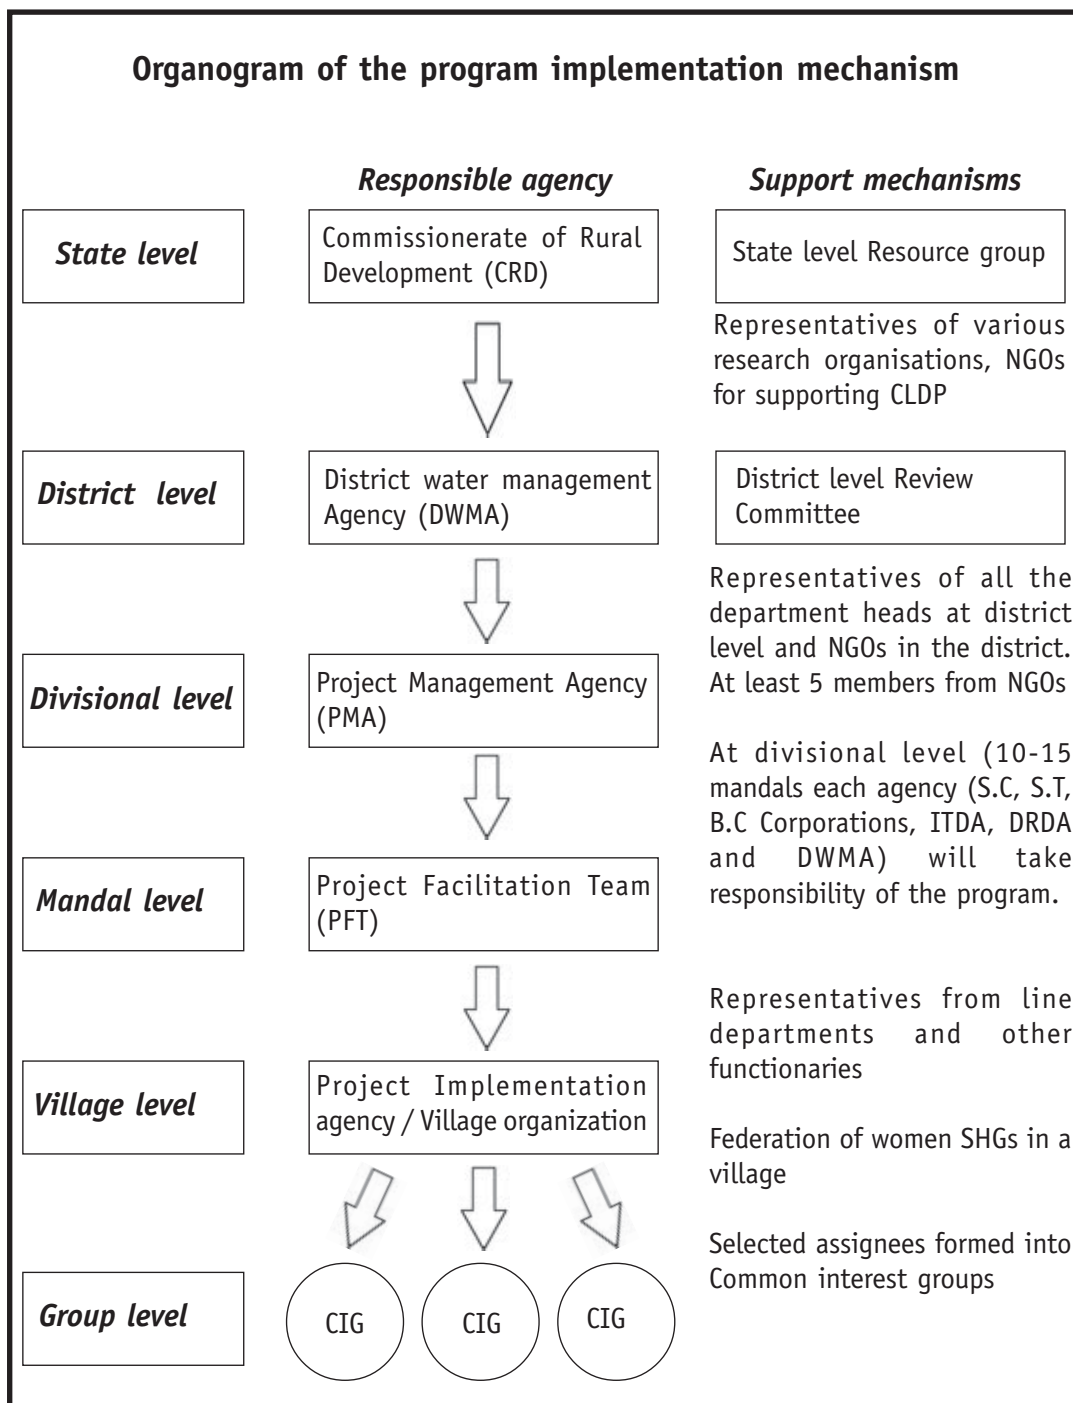 Organogram of the program implementation mechanism
Responsible agency
Support mechanisms
State level
Commissionerate of Rural
Development (CRD)
State level Resource group
Representatives of various
research organisations, NGOs
for supporting CLDP
District level
District water management
Agency (DWMA)
District level Review
Committee
Representatives of all the
department heads at district
level and NGOs in the district.
At least 5 members from NGOs
Divisional level
Project Management Agency
(PMA)
At divisional level (10-15
mandals each agency (S.C, S.T,
B.C Corporations, ITDA, DRDA
and DWMA) will take
responsibility of the program.
Mandal level
Project Facilitation Team
(PFT)
Representatives from line
departments and other
functionaries
Village level
Project Implementation
agency / Village organization
Federation of women SHGs in a
village
Group level
CIG
CIG
CIG
Selected assignees formed into
Common interest groups